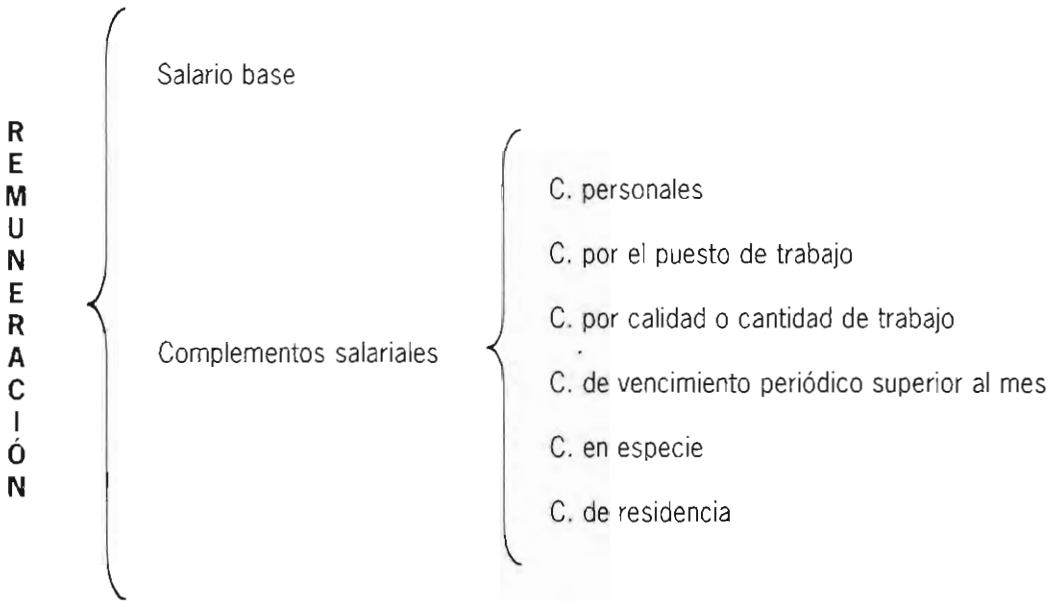 REMUNERACIÓN
Salario base
Complementos salariales
C. personales
C. por el puesto de trabajo
C. por calidad o cantidad de trabajo
C. de vencimiento periódico superior al mes
C. en especie
C. de residencia